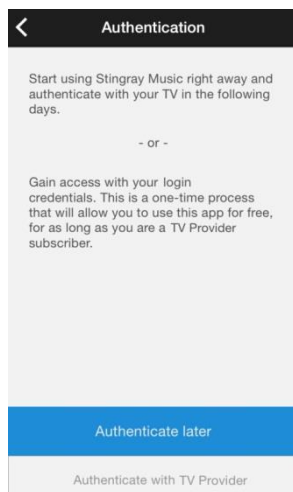 Authentication
Start using Stingray Music right away and
authenticate with your TV in the following
days.
- or -
Gain access with your login
credentials. This is a one-time process
that will allow you to use this app for free,
for as long as you are a TV Provider
subscriber.
Authenticate later
Authenticate with TV Provider